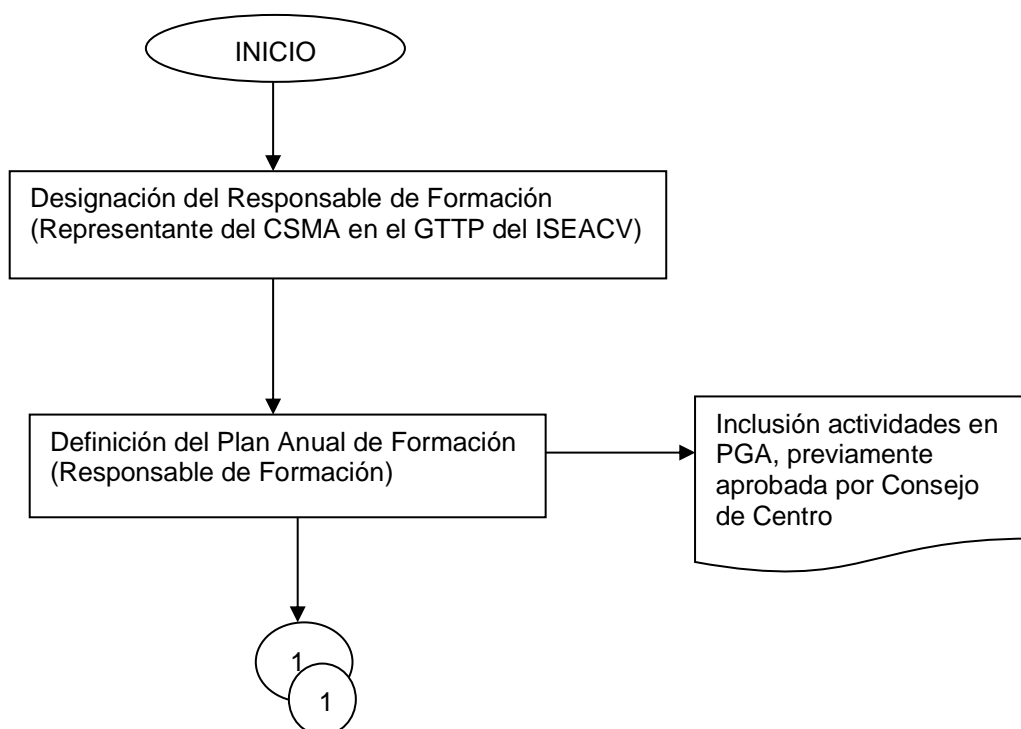 INICIO
Designación del Responsable de Formación
(Representante del CSMA en el GTTP del ISEACV)
Definición del Plan Anual de Formación
(Responsable de Formación)
Inclusión actividades en
PGA, previamente
aprobada por Consejo
de Centro
1
1